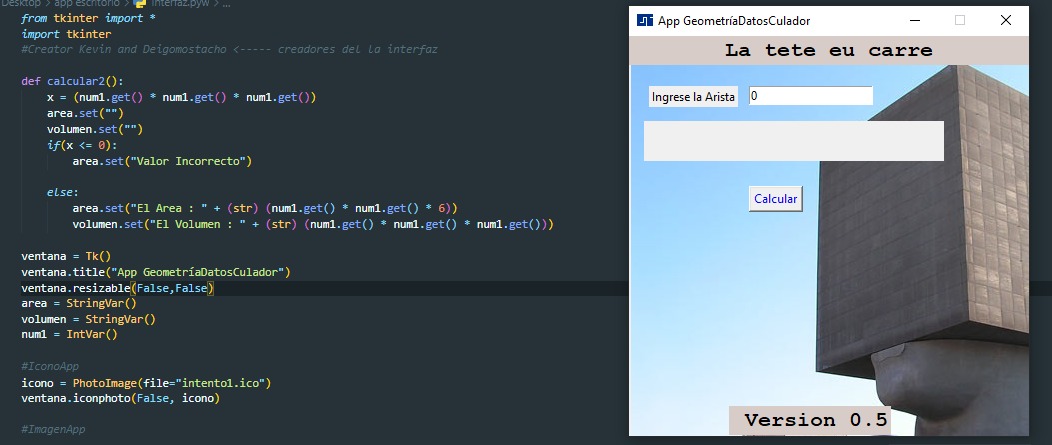 Desktop > app escritorio > interfaz.pyw > ...
from tkinter import *
import tkinter
#Creator Kevin and Deigomostacho <----- creadores del la interfaz
def calcular2():
x = (num1.get() * num1.get() * num1.get())
area.set("")
volumen.set("")
if(x <= 0):
area.set("Valor Incorrecto")
else:
area.set("El Area : " + (str) (num1.get() * num1.get() * 6))
volumen.set("El Volumen : " + (str) (num1.get() * num1.get() * num1.get()))
ventana = Tk()
ventana.title("App GeometríaDatosCulador")
ventana.resizable(False,False)
area = StringVar()
volumen = StringVar()
num1 = IntVar()
#IconoApp
icono = PhotoImage(file="intento1.ico")
ventana.iconphoto(False, icono)
#ImagenApp
App GeometríaDatosCulador
La tete eu carre
Ingrese la Arista
0
Calcular
Version 0.5